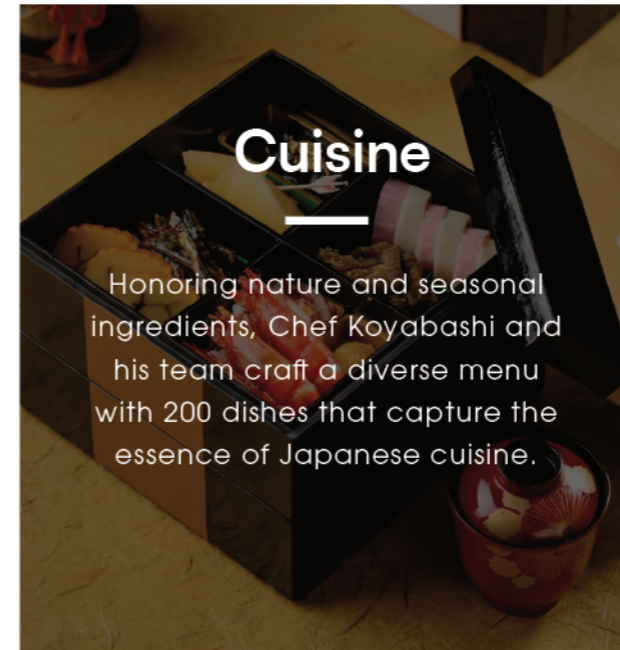 Cuisine
Honoring nature and seasonal
ingredients, Chef Koyabashi and
his team craft a diverse menu
with 200 dishes that capture the
essence of Japanese cuisine.